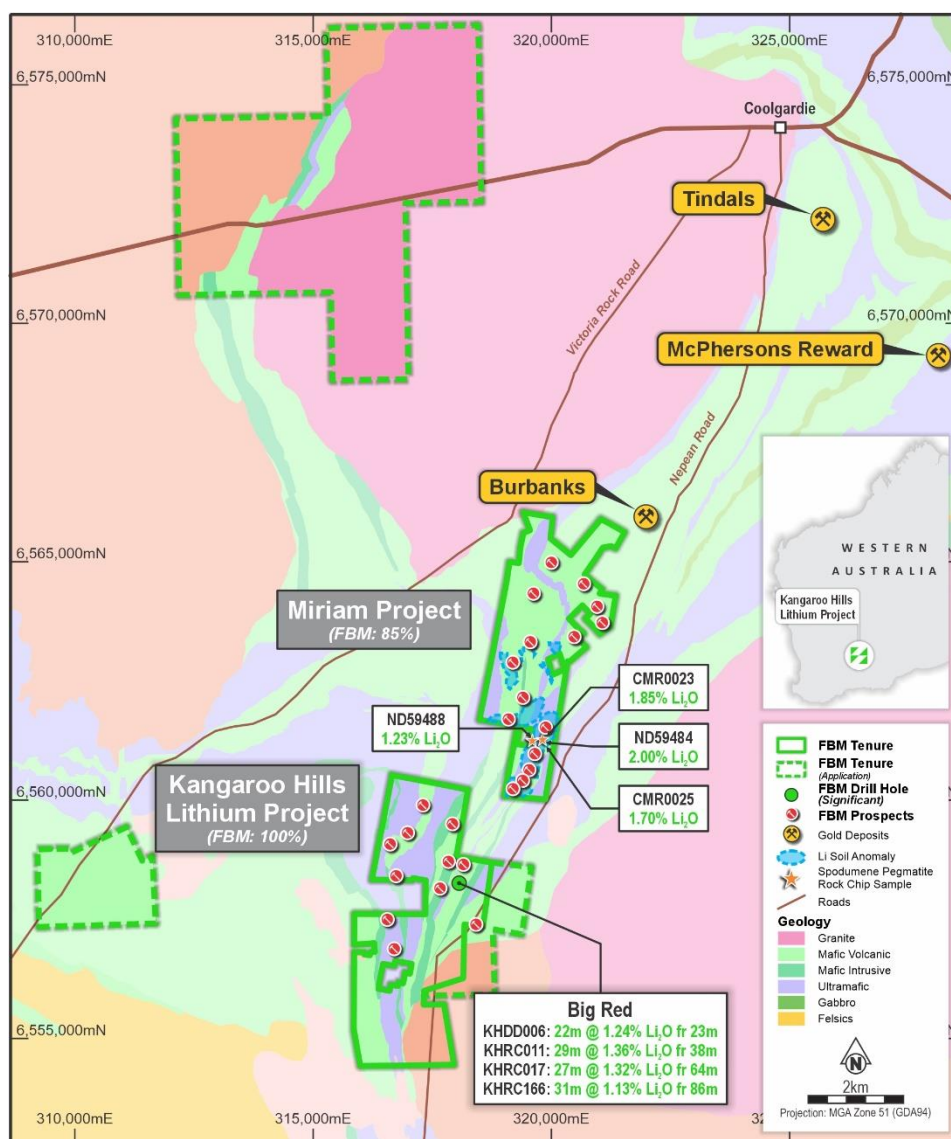 310,000mE
315,000mE
320,000mE
325,000mE
6,575,000mN
6,575,000mN
Coolgardie
Tindals
Victoria Rock Road
6,570,000mN
6,570,000mN
McPhersons Reward
Nepean Road
Burbanks
6,565,000mN
WESTERN
AUSTRALIA
Kangaroo Hills
Lithium Project
Miriam Project
(FBM: 85%)
CMR0023
1.85% Li₂O
ND59488
1.23% Li₂O
ND59484
2.00% Li₂O
CMR0025
1.70% Li₂O
6,560,000mN
Kangaroo Hills
Lithium Project
(FBM: 100%)
FBM Tenure
FBM Tenure
(Application)
FBM Drill Hole
(Significant)
FBM Prospects
Gold Deposits
Li Soil Anomaly
Spodumene Pegmatite
Rock Chip Sample
Roads
Geology
Granite
Mafic Volcanic
Mafic Intrusive
Ultramafic
Gabbro
Felsics
6,555,000mN
Big Red
KHDD006: 22m @ 1.24% Li₂O fr 23m
KHRC011: 29m @ 1.36% Li₂O fr 38m
KHRC017: 27m @ 1.32% Li₂O fr 64m
KHRC166: 31m @ 1.13% Li₂O fr 86m
N
2km
Projection: MGA Zone 51 (GDA94)
310,000mE
315,000mE
320,000mE